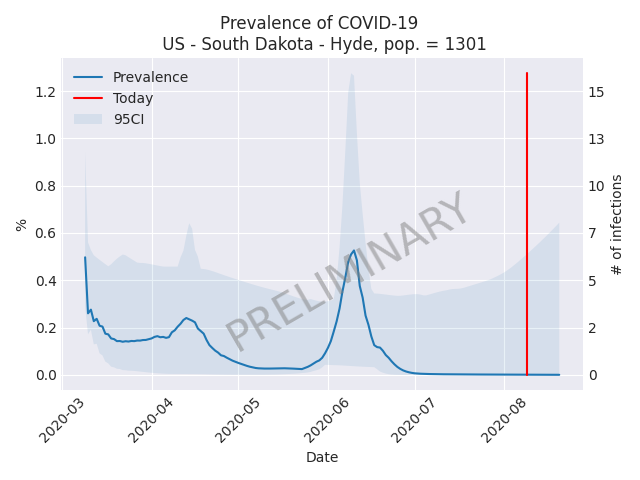 Prevalence of COVID-19
US - South Dakota - Hyde, pop. = 1301
Prevalence
Today
95CI
PRELIMINARY
%
1.2
1.0
0.8
0.6
0.4
0.2
0.0
15
13
10
7
5
2
0
# of infections
2020-03
2020-04
2020-05
2020-06
2020-07
2020-08
Date